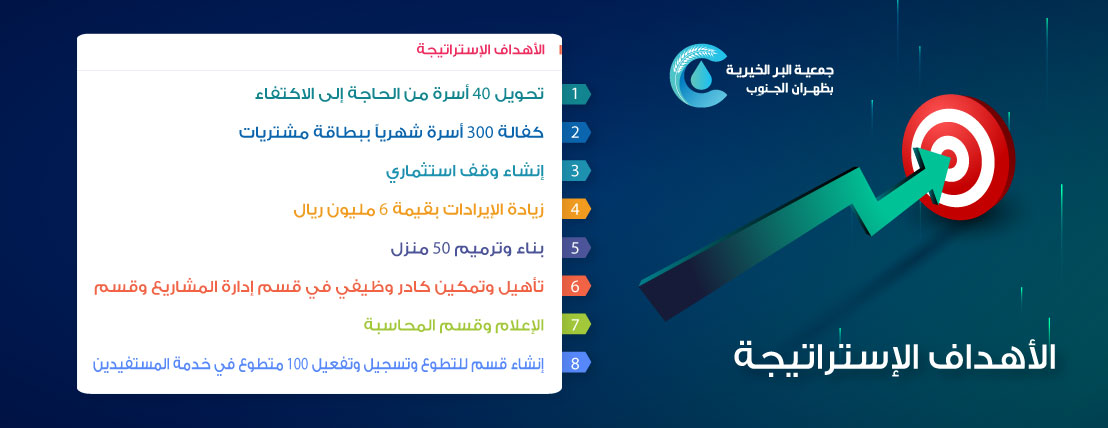 جمعية البر الخيرية
بظهران الجنوب
الأهداف الإستراتيجة
الأهداف الإستراتيجة
1 تحويل 40 أسرة من الحاجة إلى الاكتفاء
2 كفالة 300 أسرة شهرياً ببطاقة مشتريات
3 إنشاء وقف استثماري
4 زيادة الإيرادات بقيمة 6 مليون ريال
5 بناء وترميم 50 منزل
6 تأهيل وتمكين كادر وظيفي في قسم إدارة المشاريع وقسم
7 الإعلام وقسم المحاسبة
8 إنشاء قسم للتطوع وتسجيل وتفعيل 100 متطوع في خدمة المستفيدين